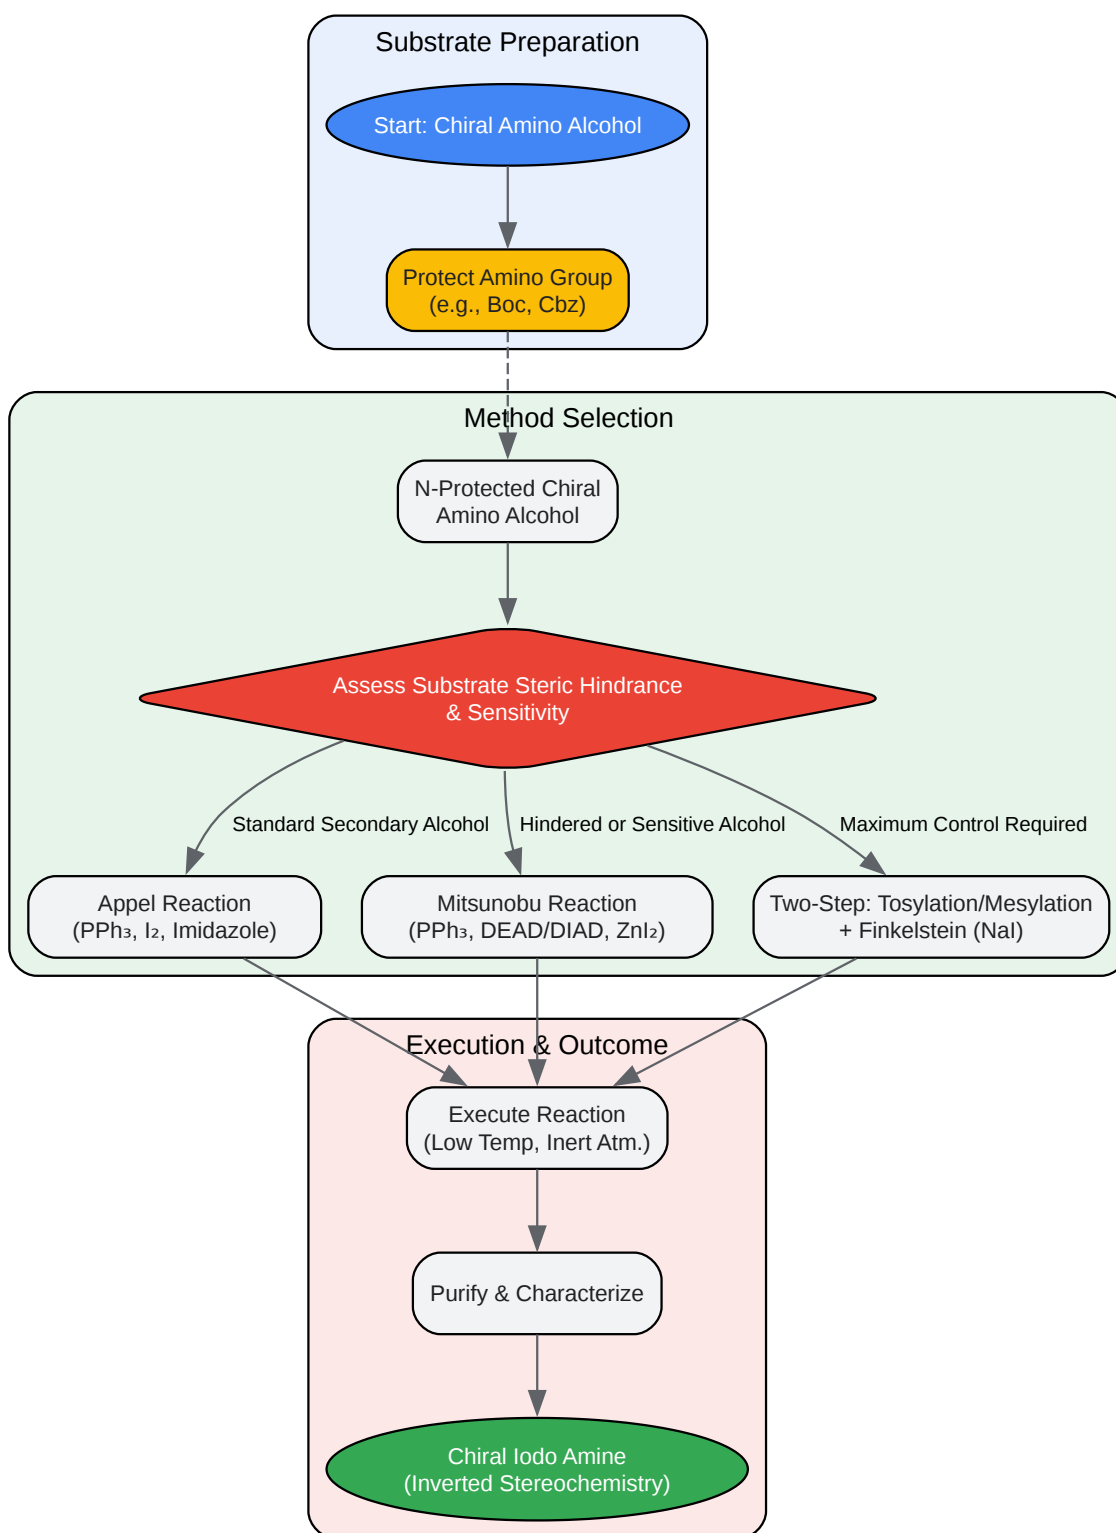 Substrate Preparation
Start: Chiral Amino Alcohol
Protect Amino Group
(e.g., Boc, Cbz)
Method Selection
N-Protected Chiral
Amino Alcohol
Assess Substrate Steric Hindrance
& Sensitivity
Standard Secondary Alcohol
Hindered or Sensitive Alcohol
Maximum Control Required
Appel Reaction
(PPh₃, I₂, Imidazole)
Mitsunobu Reaction
(PPh₃, DEAD/DIAD, ZnI₂)
Two-Step: Tosylation/Mesylation
+ Finkelstein (NaI)
Execution & Outcome
Execute Reaction
(Low Temp, Inert Atm.)
Purify & Characterize
Chiral Iodo Amine
(Inverted Stereochemistry)